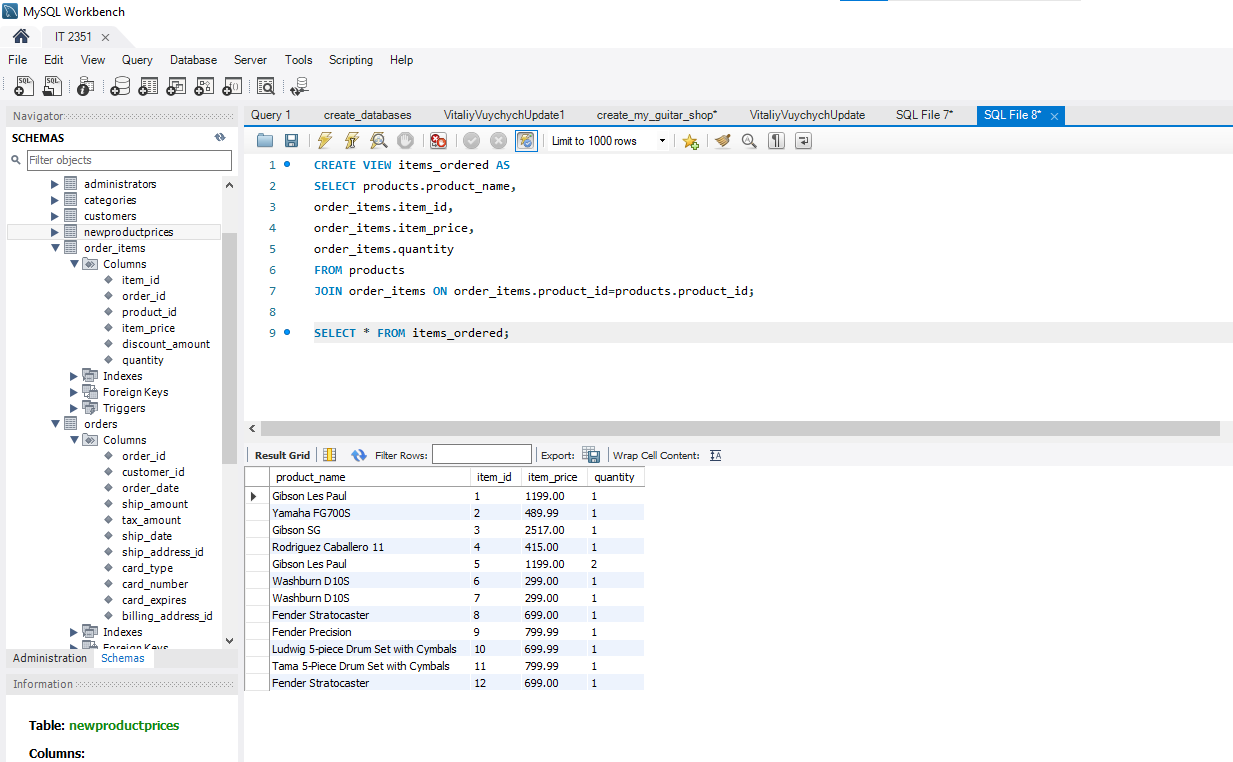 MySQL Workbench
IT 2351
File Edit View Query Database Server Tools Scripting Help
Navigator
SCHEMAS
Filter objects
administrators
categories
customers
newproductprices
order_items
Columns
item_id
order_id
product_id
item_price
discount_amount
quantity
Indexes
Foreign Keys
Triggers
orders
Columns
order_id
customer_id
order_date
ship_amount
tax_amount
ship_date
ship_address_id
card_type
card_number
card_expires
billing_address_id
Indexes
Foreign Keys
Administration Schemas
Information
Table: newproductprices
Columns:
Query 1 create_databases VitaliyVuychychUpdate1 create_my_guitar_shop* VitaliyVuychychUpdate SQL File 7* SQL File 8*
Limit to 1000 rows
1 CREATE VIEW items_ordered AS
2 SELECT products.product_name,
3 order_items.item_id,
4 order_items.item_price,
5 order_items.quantity
6 FROM products
7 JOIN order_items ON order_items.product_id=products.product_id;
8
9 SELECT * FROM items_ordered;
Result Grid Filter Rows: Export: Wrap Cell Content:
product_name item_id item_price quantity
Gibson Les Paul 1 1199.00 1
Yamaha FG700S 2 489.99 1
Gibson SG 3 2517.00 1
Rodriguez Caballero 11 4 415.00 1
Gibson Les Paul 5 1199.00 2
Washburn D10S 6 299.00 1
Washburn D10S 7 299.00 1
Fender Stratocaster 8 699.00 1
Fender Precision 9 799.99 1
Ludwig 5-piece Drum Set with Cymbals 10 699.99 1
Tama 5-Piece Drum Set with Cymbals 11 799.99 1
Fender Stratocaster 12 699.00 1